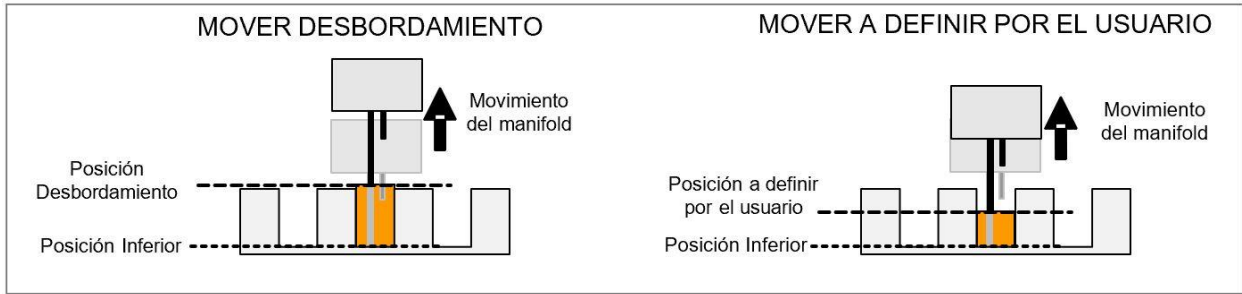 MOVER DESBORDAMIENTO
Movimiento
del manifold
Posición
Desbordamiento
Posición Inferior
MOVER A DEFINIR POR EL USUARIO
Movimiento
del manifold
Posición a definir
por el usuario
Posición Inferior